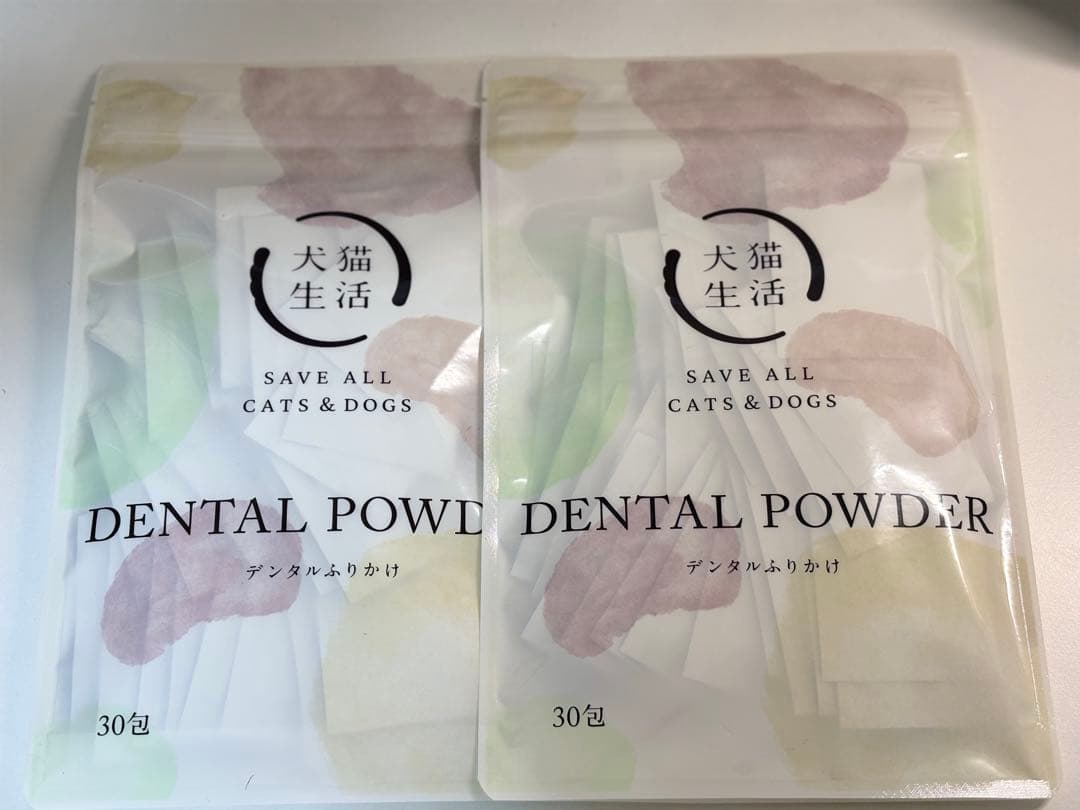 犬猫
生活
SAVE ALL
CATS & DOGS
DENTAL POWD
デンタルふりかけ
30包
犬猫
生活
SAVE ALL
CATS & DOGS
DENTAL POWDER
デンタルふりかけ
30包